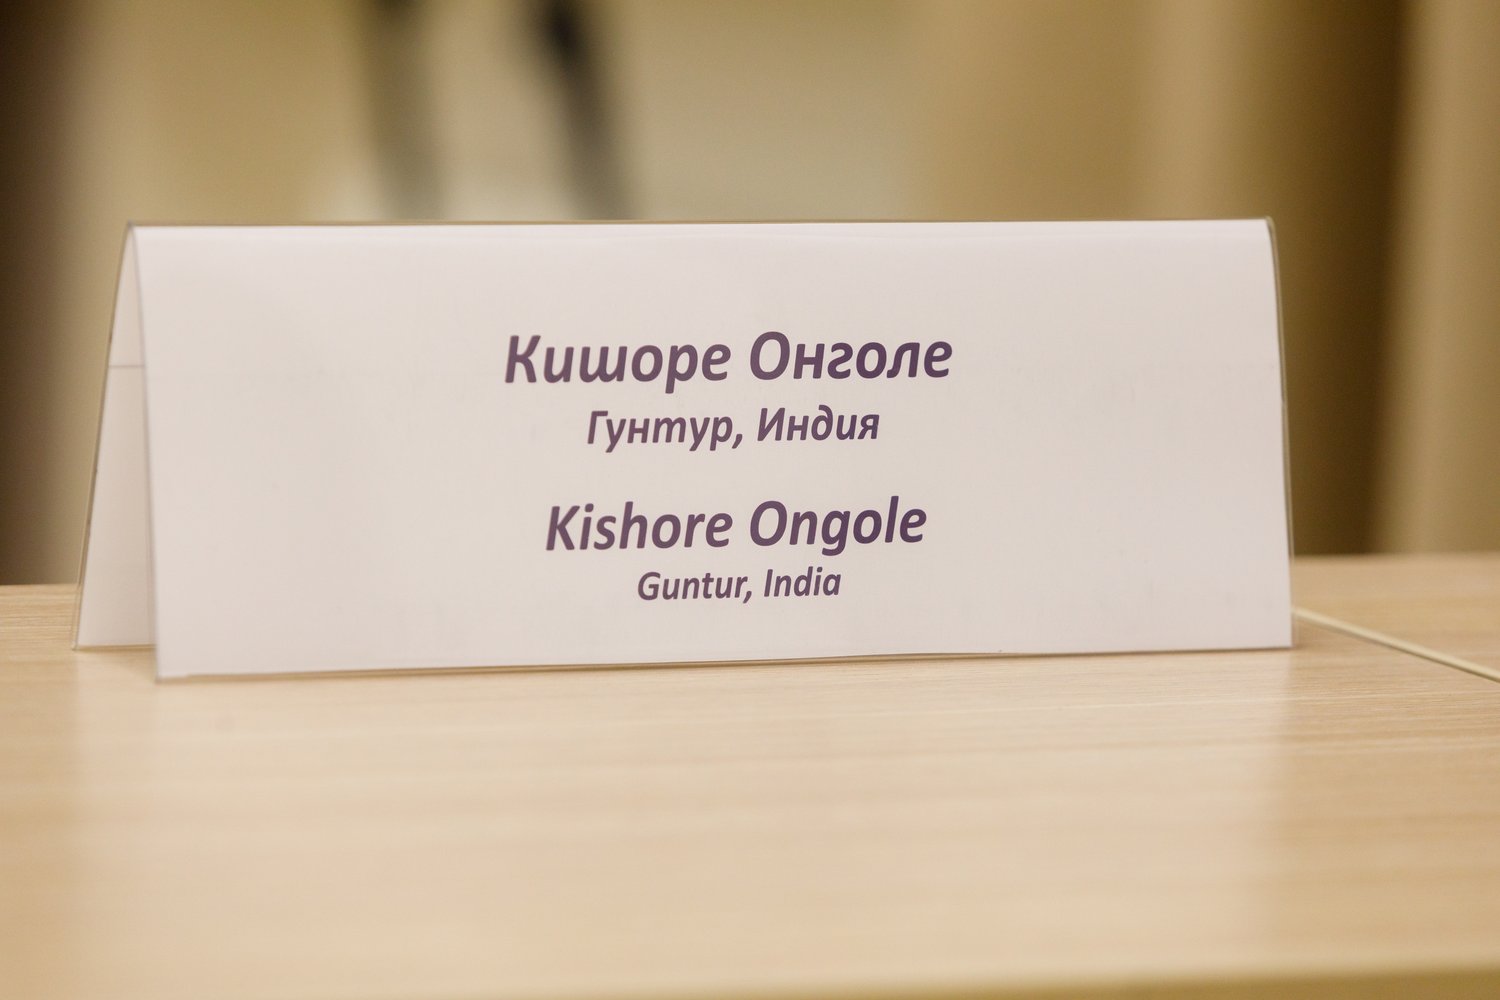 Кишоре Онголе
Гунтур, Индия
Kishore Ongole
Guntur, India